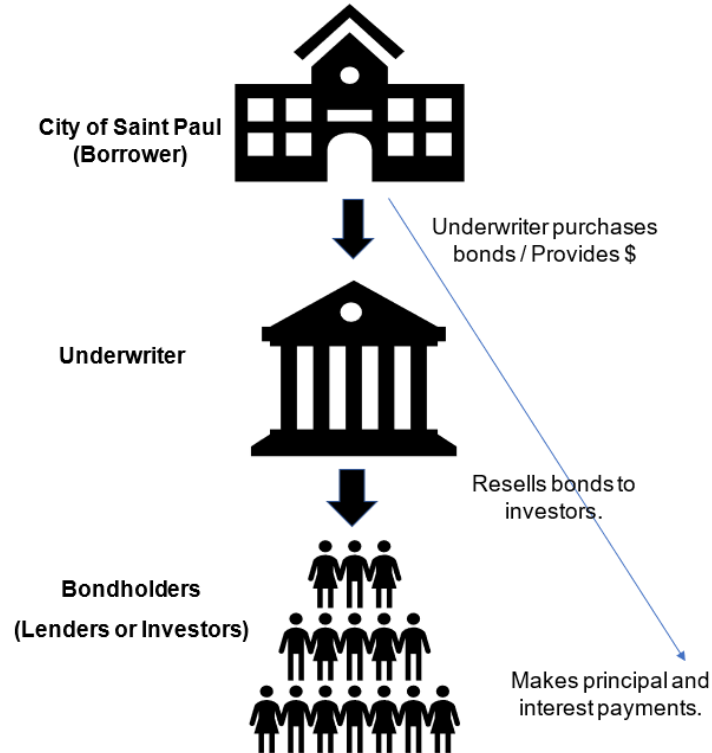 City of Saint Paul
(Borrower)
Underwriter purchases
bonds / Provides $
Underwriter
Resells bonds to
investors.
Bondholders
(Lenders or Investors)
Makes principal and
interest payments.